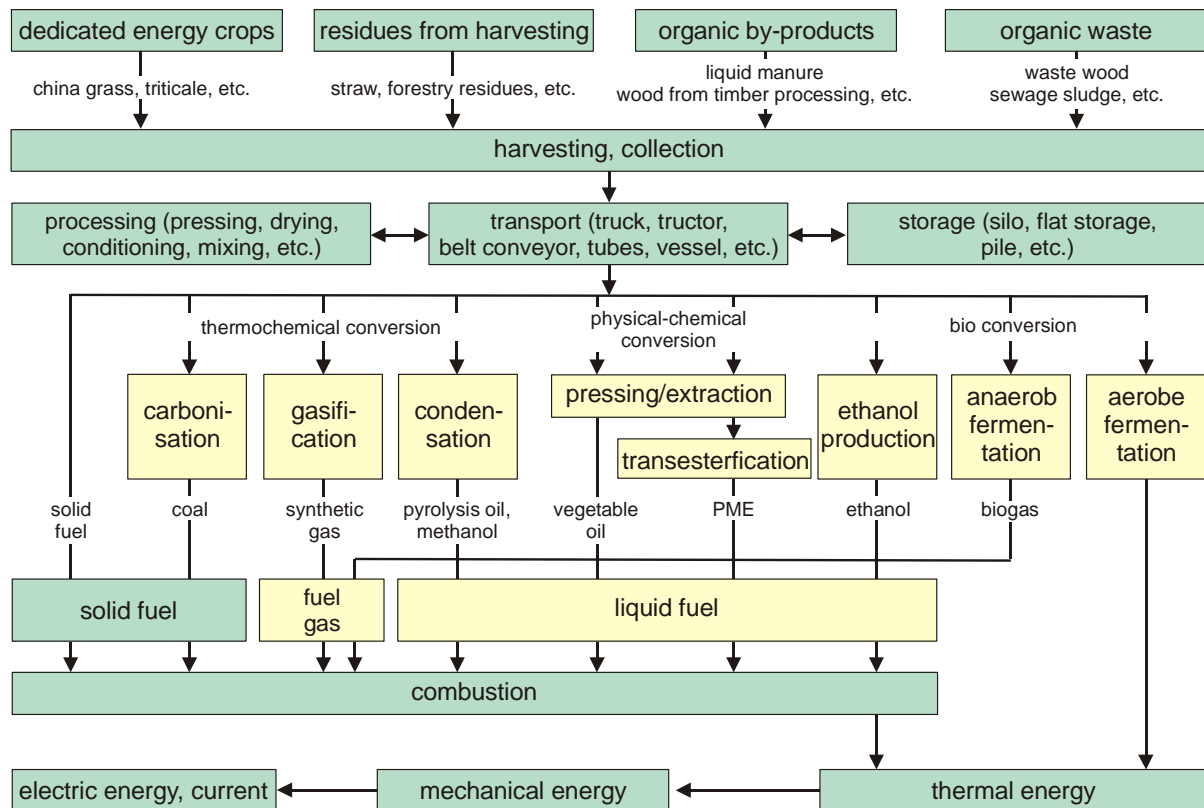 dedicated energy crops
residues from harvesting
organic by-products
organic waste
china grass, triticale, etc.
straw, forestry residues, etc.
liquid manure
wood from timber processing, etc.
waste wood
sewage sludge, etc.
harvesting, collection
processing (pressing, drying,
conditioning, mixing, etc.)
transport (truck, tructor,
belt conveyor, tubes, vessel, etc.)
storage (silo, flat storage,
pile, etc.)
thermochemical conversion
physical-chemical
conversion
bio conversion
carboni-
sation
gasifi-
cation
conden-
sation
pressing/extraction
transesterfication
ethanol
production
anaerob
fermen-
tation
aerobe
fermen-
tation
solid
fuel
coal
synthetic
gas
pyrolysis oil,
methanol
vegetable
oil
PME
ethanol
biogas
solid fuel
fuel
gas
liquid fuel
combustion
electric energy, current
mechanical energy
thermal energy